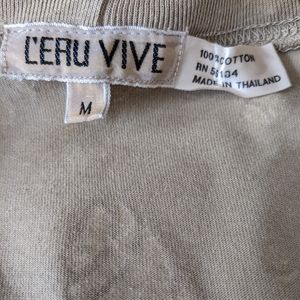 L'EAU VIVE
M
100% COTTON
RN
MADE IN THAILAND